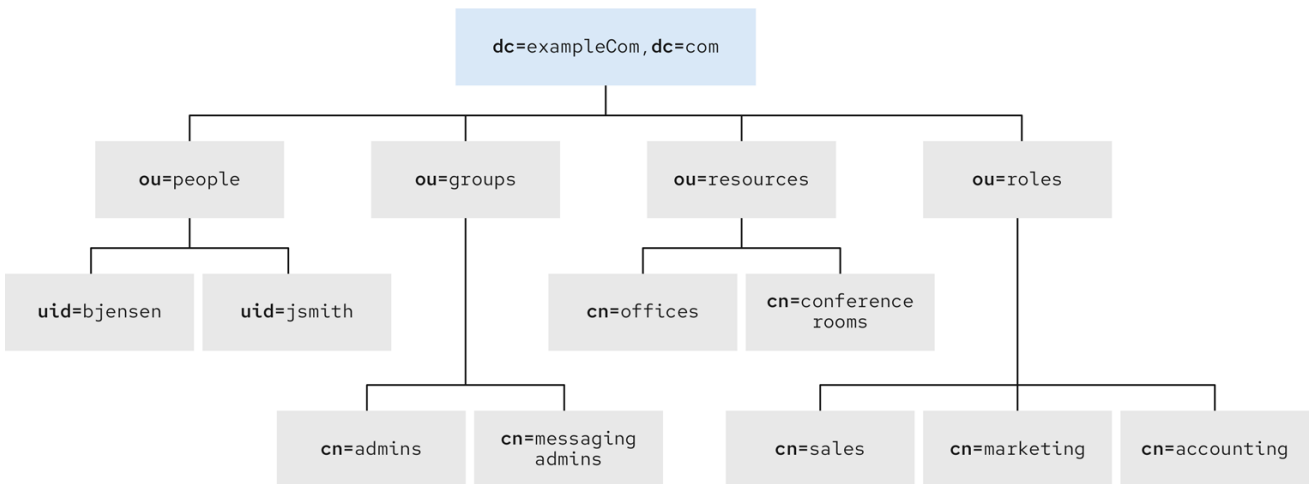 dc=exampleCom,dc=com
ou=people
ou=groups
ou=resources
ou=roles
uid=bjensen
uid=jsmith
cn=offices
cn=conference
rooms
cn=admins
cn=messaging
admins
cn=sales
cn=marketing
cn=accounting